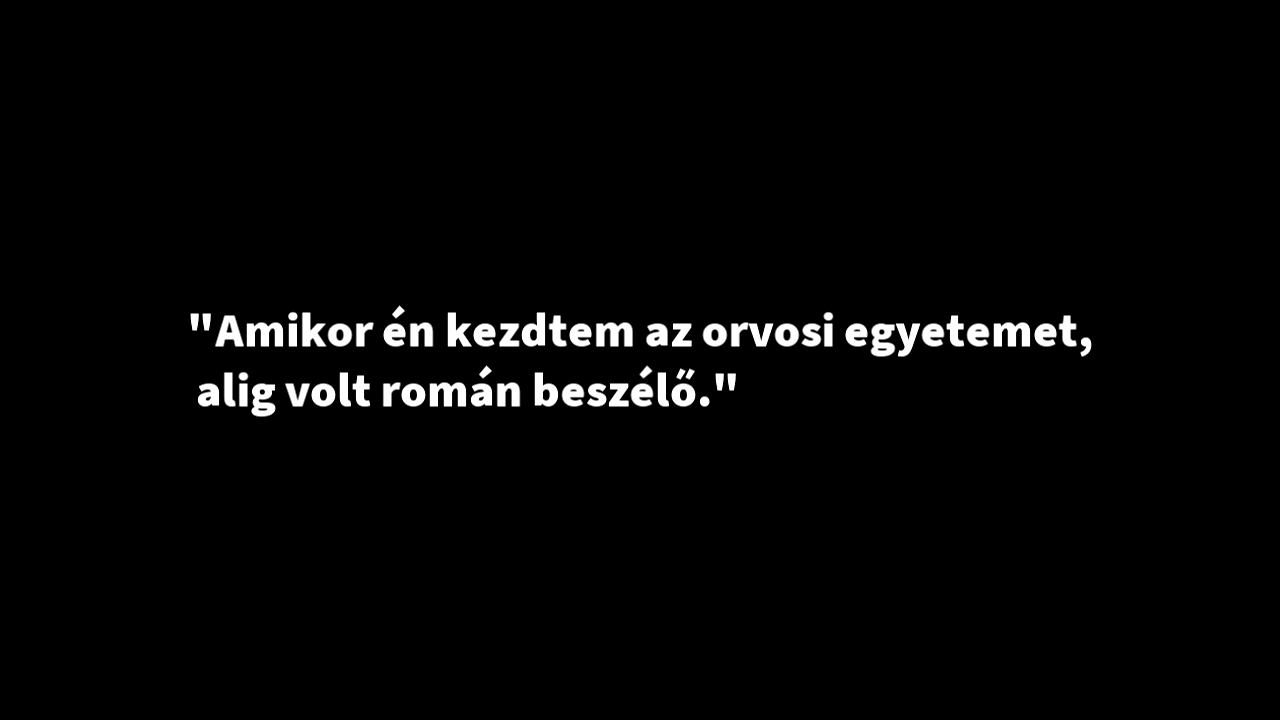 "Amikor én kezdtem az orvosi egyetemet,
alig volt román beszélő."